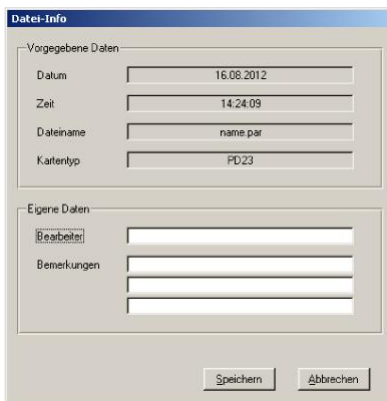 Datei-Info
Vorgegebene Daten
Datum 16.08.2012
Zeit 14:24:09
Dateiname name.par
Kartentyp PD23
Eigene Daten
Bearbeiter
Bemerkungen
Speichern Abbrechen